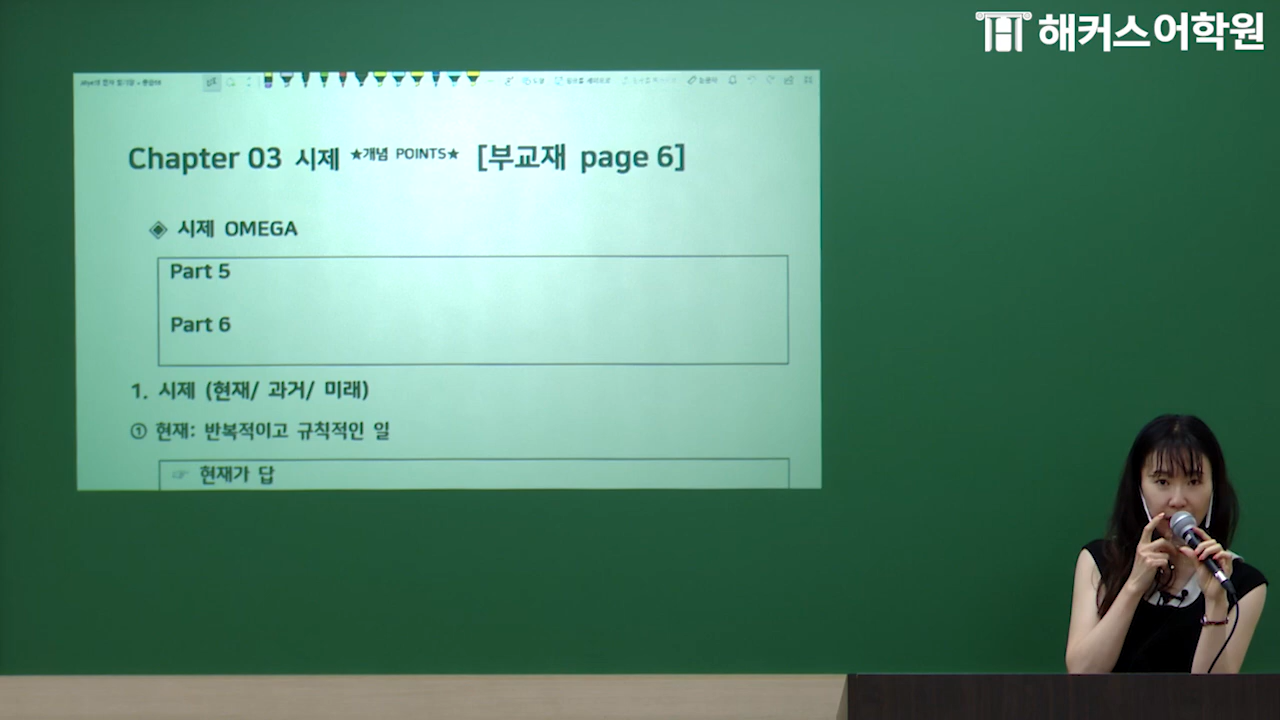 해커스어학원
Chapter 03 시제 ★개념 POINTS★ [부교재 page 6]
◈ 시제 OMEGA
Part 5
Part 6
1. 시제 (현재/ 과거/ 미래)
① 현재: 반복적이고 규칙적인 일
☞ 현재가 답